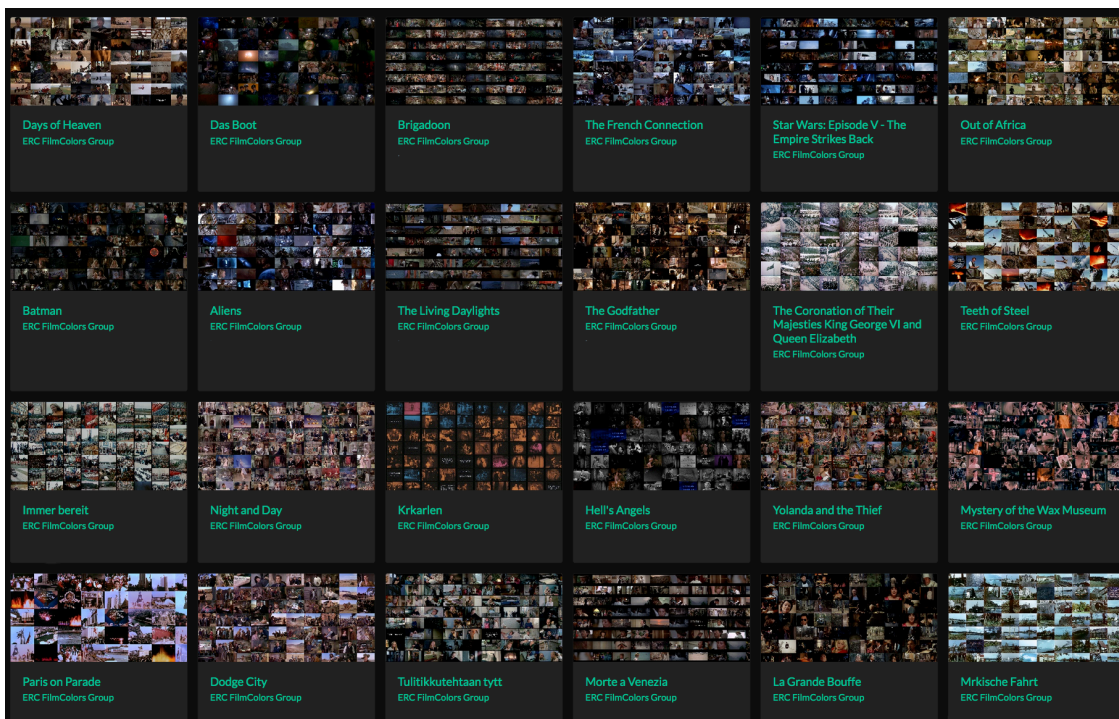 Days of Heaven
ERC FilmColors Group
Das Boot
ERC FilmColors Group
Brigadoon
ERC FilmColors Group
The French Connection
ERC FilmColors Group
Star Wars: Episode V - The
Empire Strikes Back
ERC FilmColors Group
Out of Africa
ERC FilmColors Group
Batman
ERC FilmColors Group
Aliens
ERC FilmColors Group
The Living Daylights
ERC FilmColors Group
The Godfather
ERC FilmColors Group
The Coronation of Their
Majesties King George VI and
Queen Elizabeth
ERC FilmColors Group
Teeth of Steel
ERC FilmColors Group
Immer bereit
ERC FilmColors Group
Night and Day
ERC FilmColors Group
Krkarlen
ERC FilmColors Group
Hell's Angels
ERC FilmColors Group
Yolanda and the Thief
ERC FilmColors Group
Mystery of the Wax Museum
ERC FilmColors Group
Paris on Parade
ERC FilmColors Group
Dodge City
ERC FilmColors Group
Tulitikkutehtaan tytt
ERC FilmColors Group
Morte a Venezia
ERC FilmColors Group
La Grande Bouffe
ERC FilmColors Group
Mrkische Fahrt
ERC FilmColors Group